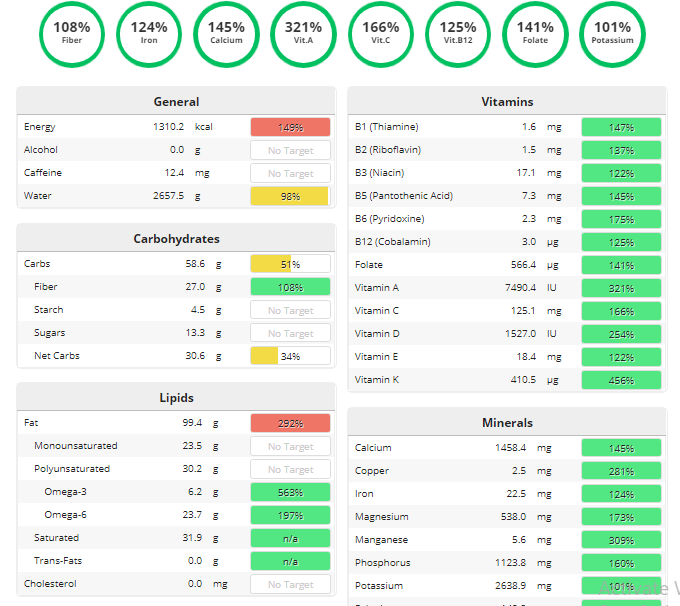 108% 124% 145% 321% 166% 125% 141% 101%
Fiber Iron Calcium Vit.A Vit.C Vit.B12 Folate Potassium
General
Energy 1310.2 kcal 149%
Alcohol 0.0 g No Target
Caffeine 12.4 mg No Target
Water 2657.5 g 98%
Carbohydrates
Carbs 58.6 g 51%
Fiber 27.0 g 108%
Starch 4.5 g No Target
Sugars 13.3 g No Target
Net Carbs 30.6 g 34%
Lipids
Fat 99.4 g 292%
Monounsaturated 23.5 g No Target
Polyunsaturated 30.2 g No Target
Omega-3 6.2 g 563%
Omega-6 23.7 g 197%
Saturated 31.9 g n/a
Trans-Fats 0.0 g n/a
Cholesterol 0.0 mg No Target
Vitamins
B1 (Thiamine) 1.6 mg 147%
B2 (Riboflavin) 1.5 mg 137%
B3 (Niacin) 17.1 mg 122%
B5 (Pantothenic Acid) 7.3 mg 145%
B6 (Pyridoxine) 2.3 mg 175%
B12 (Cobalamin) 3.0 µg 125%
Folate 566.4 µg 141%
Vitamin A 7490.4 IU 321%
Vitamin C 125.1 mg 166%
Vitamin D 1527.0 IU 254%
Vitamin E 18.4 mg 122%
Vitamin K 410.5 µg 456%
Minerals
Calcium 1458.4 mg 145%
Copper 2.5 mg 281%
Iron 22.5 mg 124%
Magnesium 538.0 mg 173%
Manganese 5.6 mg 309%
Phosphorus 1123.8 mg 160%
Potassium 2638.9 mg 101%